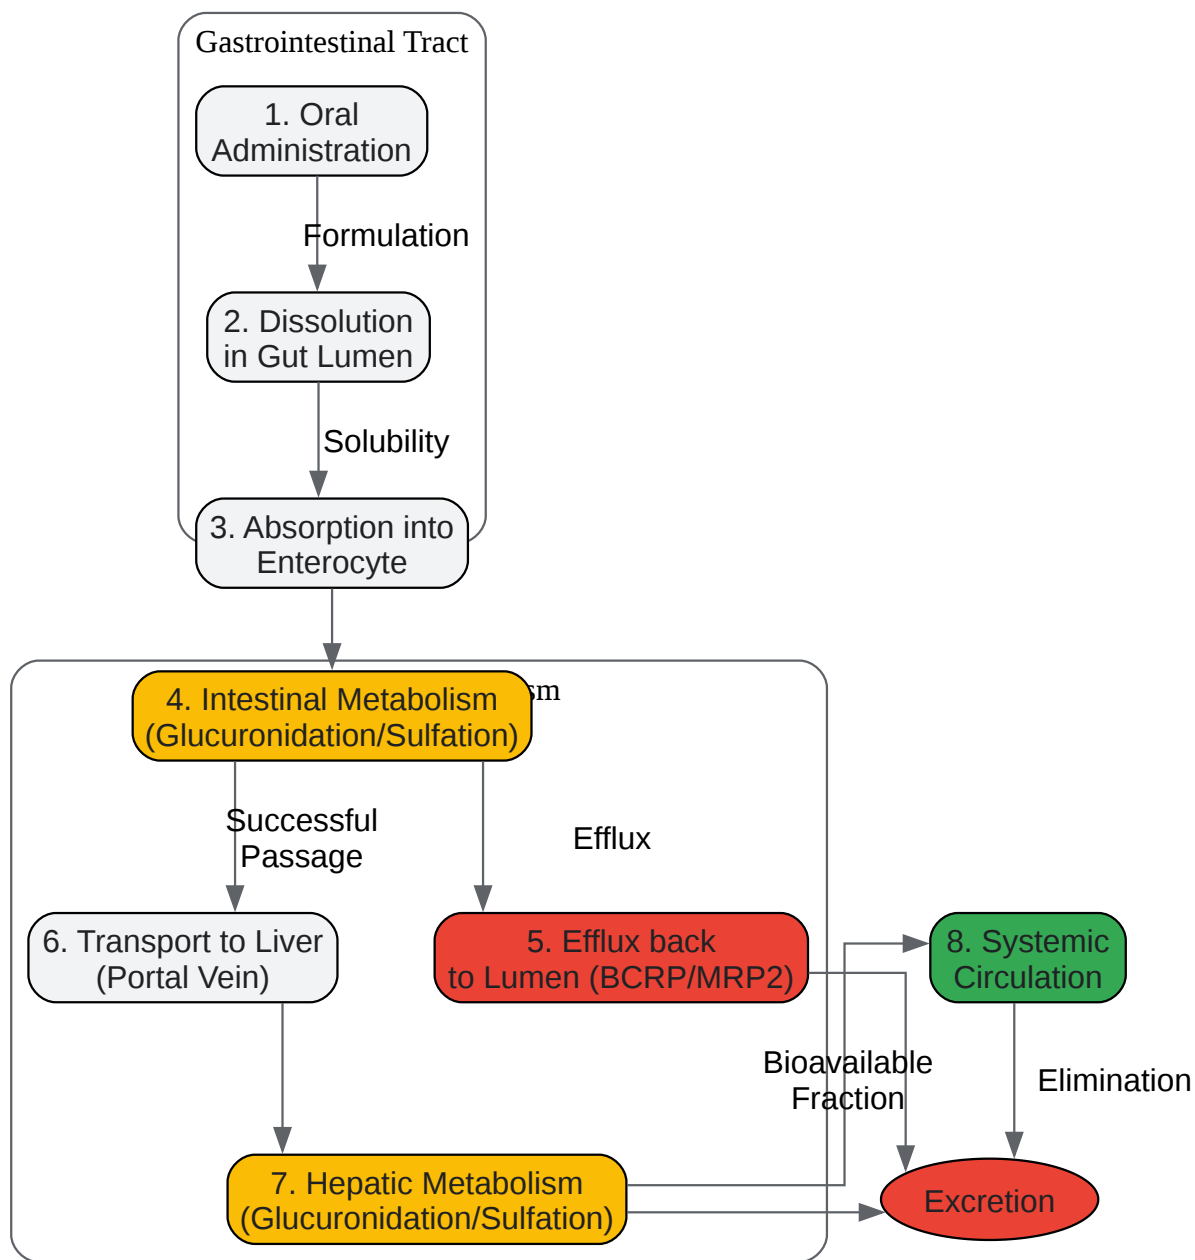 Gastrointestinal Tract
1. Oral
Administration
Formulation
2. Dissolution
in Gut Lumen
Solubility
3. Absorption into
Enterocyte
4. Intestinal Metabolism
(Glucuronidation/Sulfation)
Successful
Passage
Efflux
6. Transport to Liver
(Portal Vein)
5. Efflux back
to Lumen (BCRP/MRP2)
8. Systemic
Circulation
Bioavailable
Fraction
Elimination
7. Hepatic Metabolism
(Glucuronidation/Sulfation)
Excretion